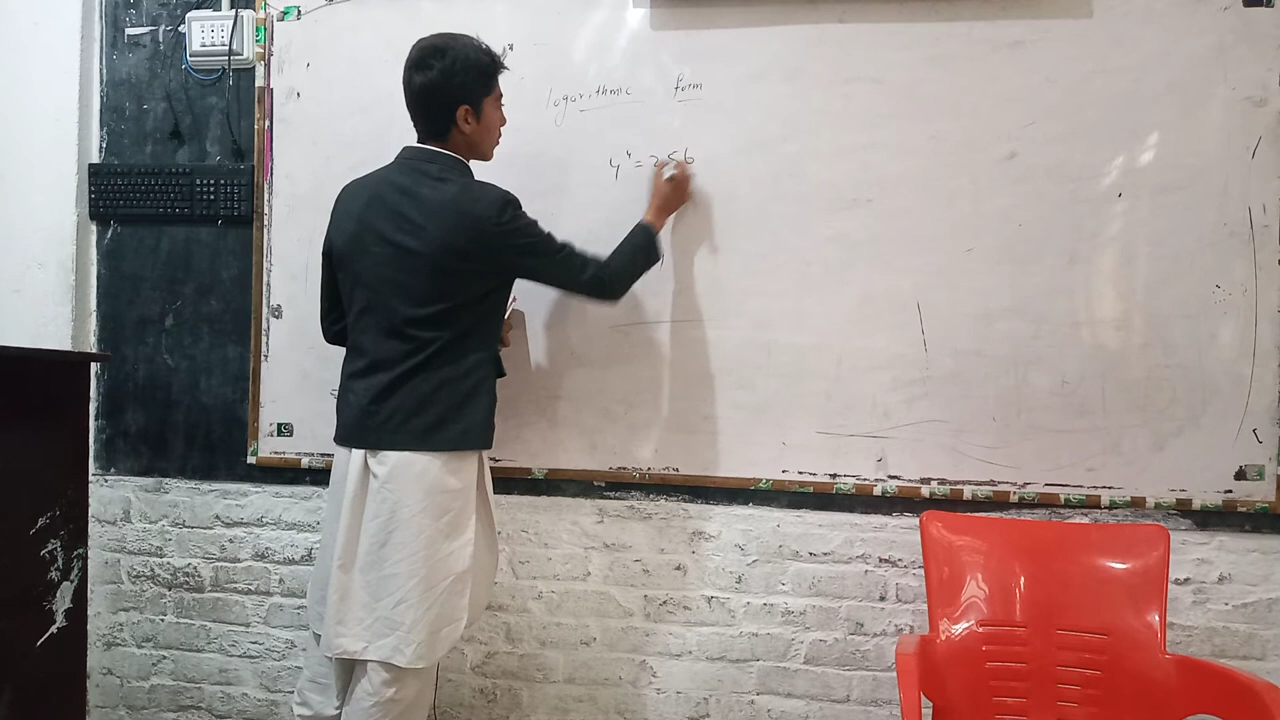 logarithmic form
4⁴ = 256